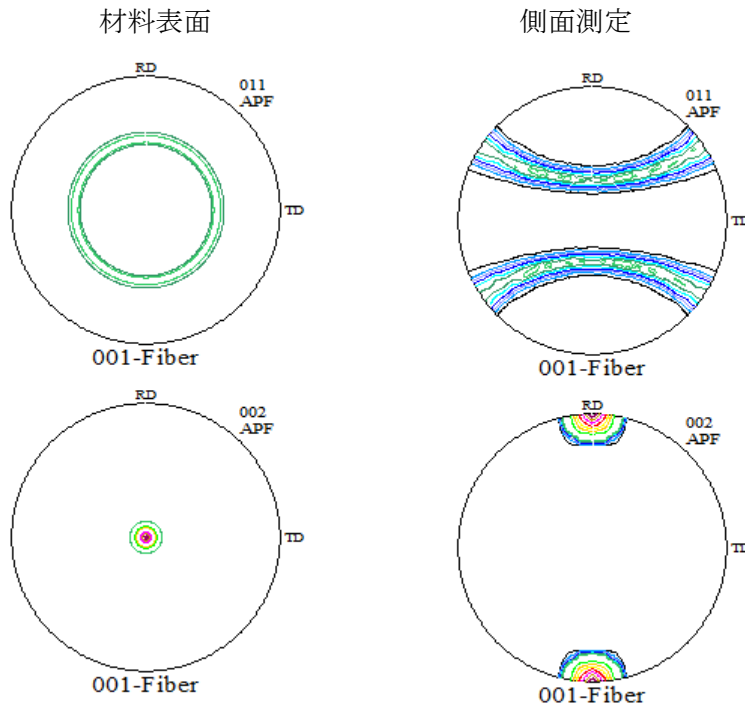 材料表面
側面測定
RD
011
APF
TD
001-Fiber
RD
011
APF
TD
001-Fiber
RD
002
APF
TD
001-Fiber
RD
002
APF
TD
001-Fiber